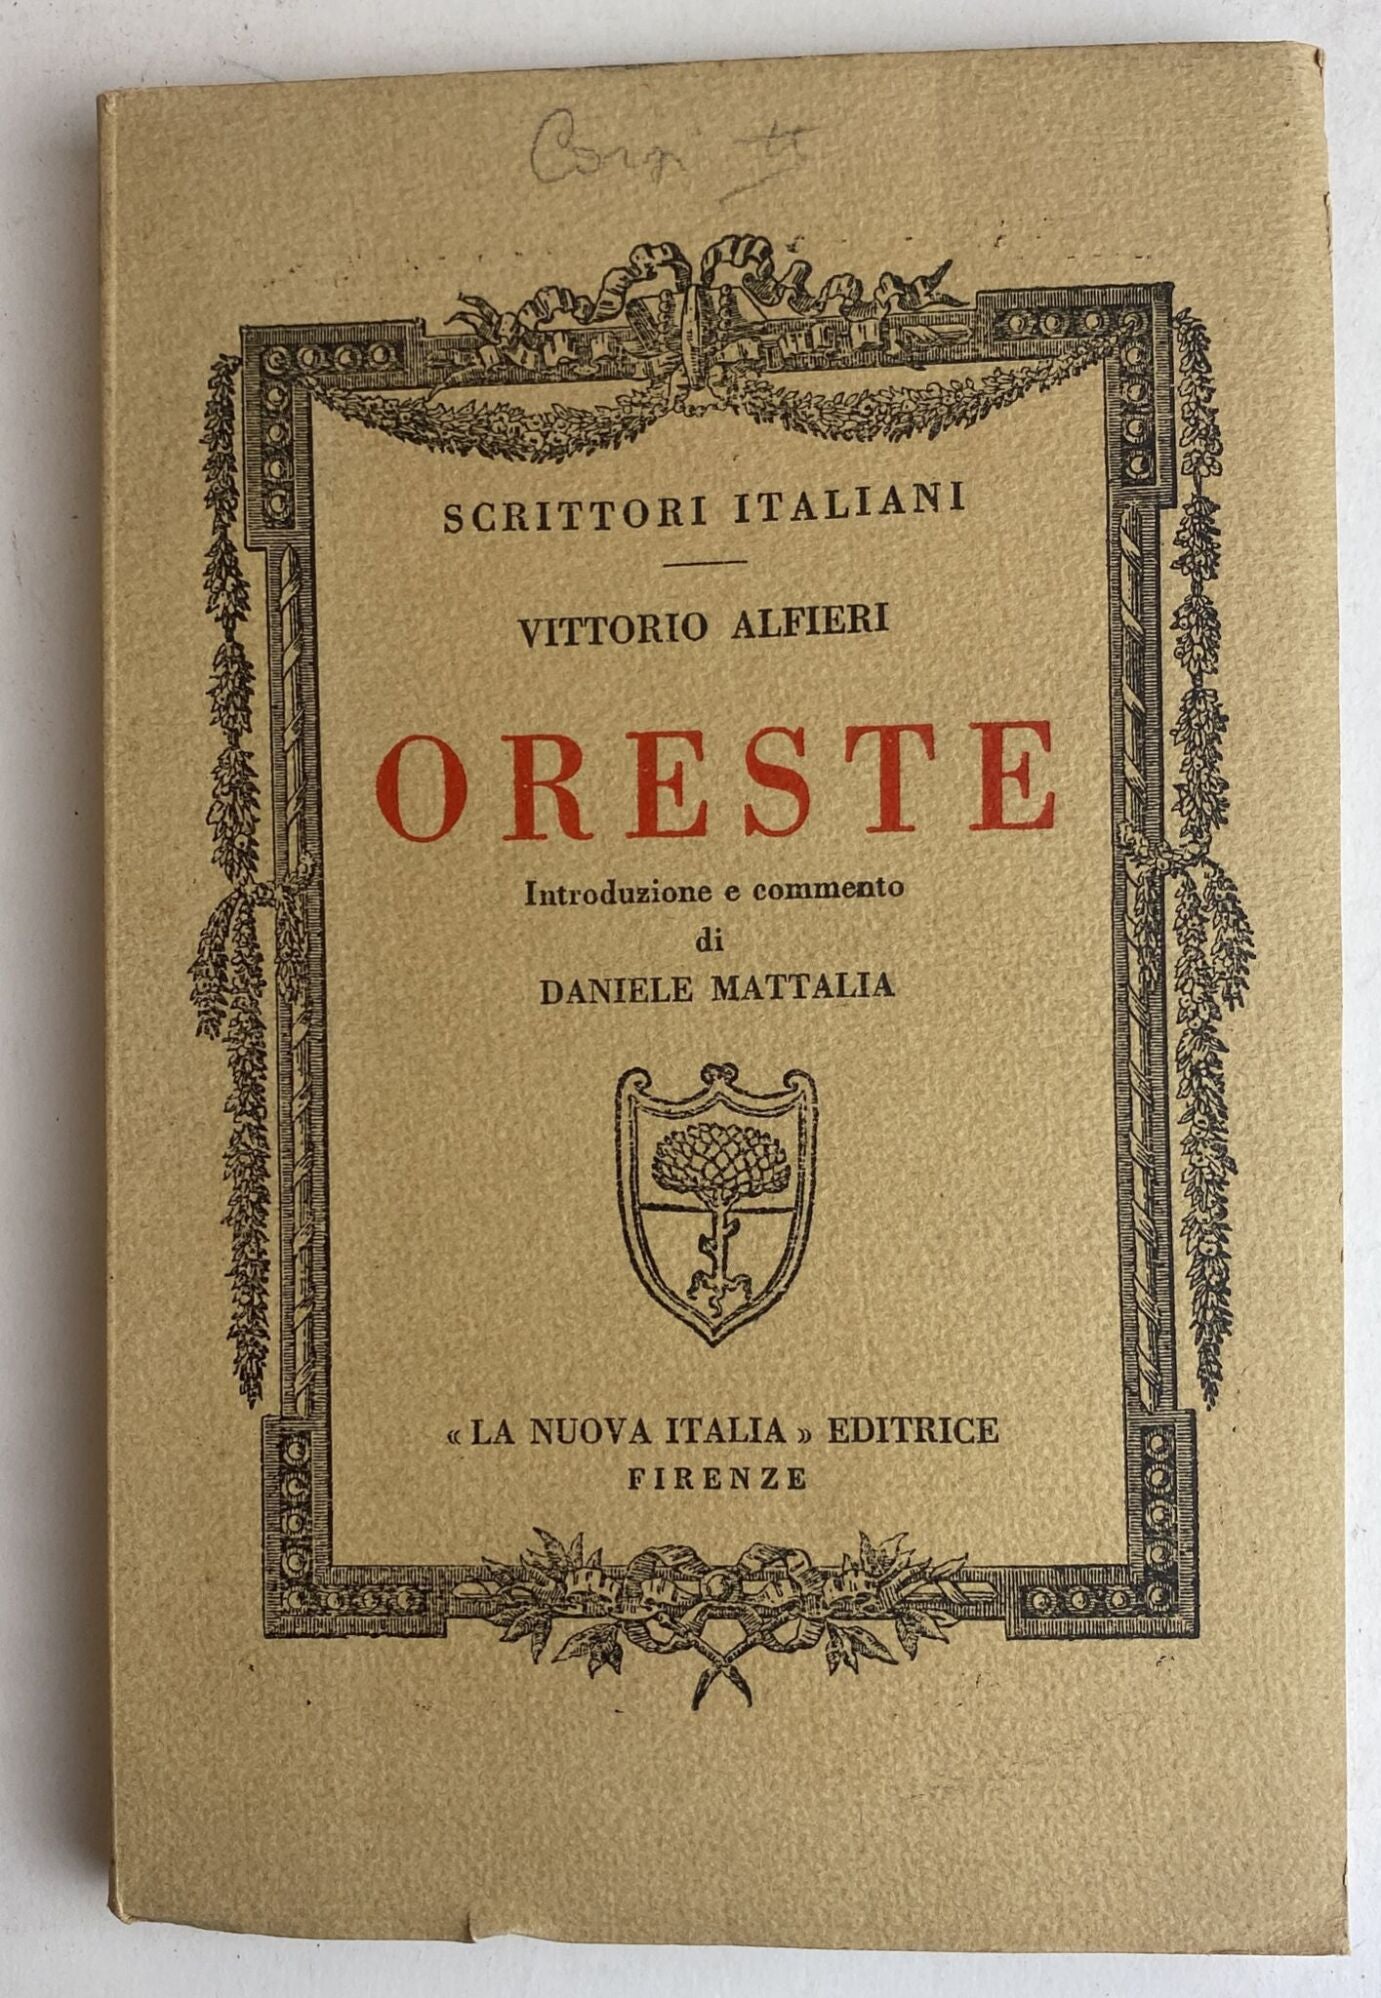 SCRITTORI ITALIANI
VITTORIO ALFIERI
ORESTE
Introduzione e commento
di
DANIELE MATTALIA
« LA NUOVA ITALIA » EDITRICE
FIRENZE